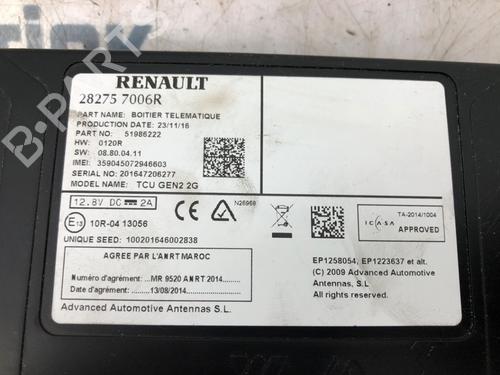 B-PARTS
RENAULT
28275 7006R
PART NAME: BOITIER TELEMATIQUE
PRODUCTION DATE: 23/11/16
PART NO: 51986222
HW: 0120R
SW: 08.80.04.11
IMEI: 359045072946603
SERIAL NO: 201647206277
MODEL NAME: TCU GEN2 2G
12.8V DC 2A
CE
N26968
E13 10R-04 13056
UNIQUE SEED: 100201646002838
ICASA
TA-2014/1004
APPROVED
AGREE PAR L'ANRT MAROC
Numéro d'agrément: MR 9520 ANRT 2014
Date d'agrément: 13/08/2014
EP1258054, EP1223637 et alt.
(C) 2009 Advanced Automotive
Antennas, S.L
Advanced Automotive Antennas S.L.